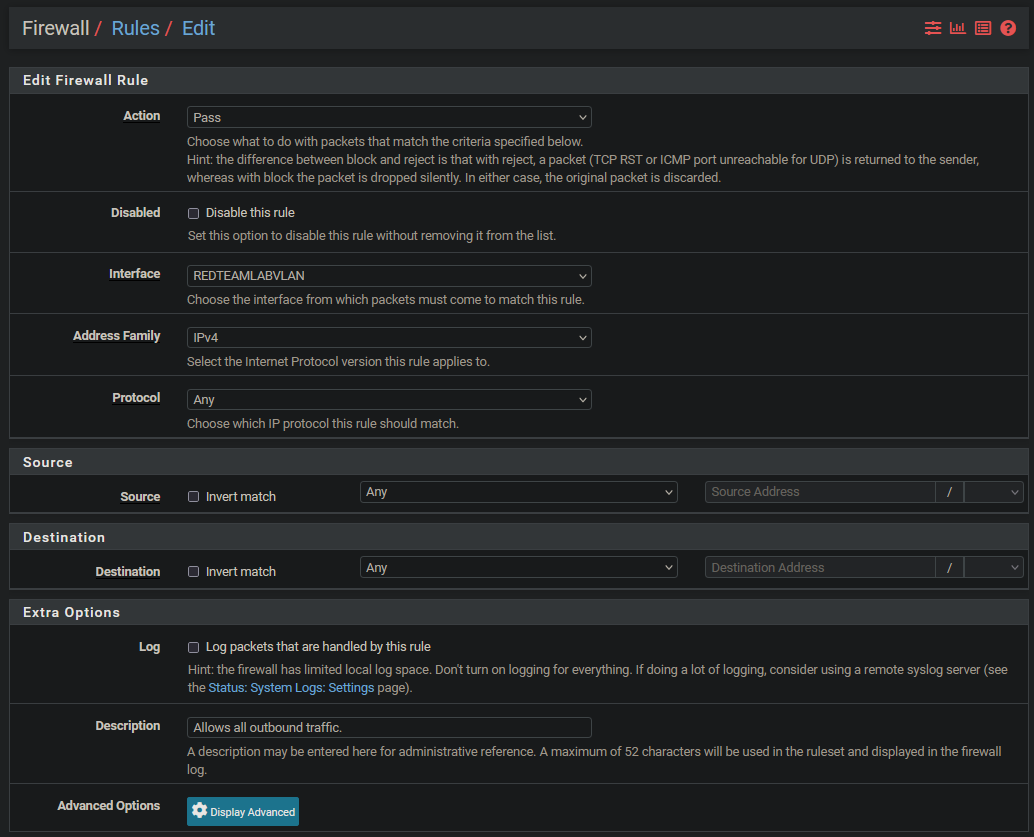 Firewall / Rules / Edit
Edit Firewall Rule
Action
Pass
Choose what to do with packets that match the criteria specified below.
Hint: the difference between block and reject is that with reject, a packet (TCP RST or ICMP port unreachable for UDP) is returned to the sender,
whereas with block the packet is dropped silently. In either case, the original packet is discarded.
Disabled
Disable this rule
Set this option to disable this rule without removing it from the list.
Interface
REDTEAMLABVLAN
Choose the interface from which packets must come to match this rule.
Address Family
IPv4
Select the Internet Protocol version this rule applies to.
Protocol
Any
Choose which IP protocol this rule should match.
Source
Source Invert match Any Source Address /
Destination
Destination Invert match Any Destination Address /
Extra Options
Log
Log packets that are handled by this rule
Hint: the firewall has limited local log space. Don't turn on logging for everything. If doing a lot of logging, consider using a remote syslog server (see
the Status: System Logs: Settings page).
Description
Allows all outbound traffic.
A description may be entered here for administrative reference. A maximum of 52 characters will be used in the ruleset and displayed in the firewall
log.
Advanced Options
Display Advanced